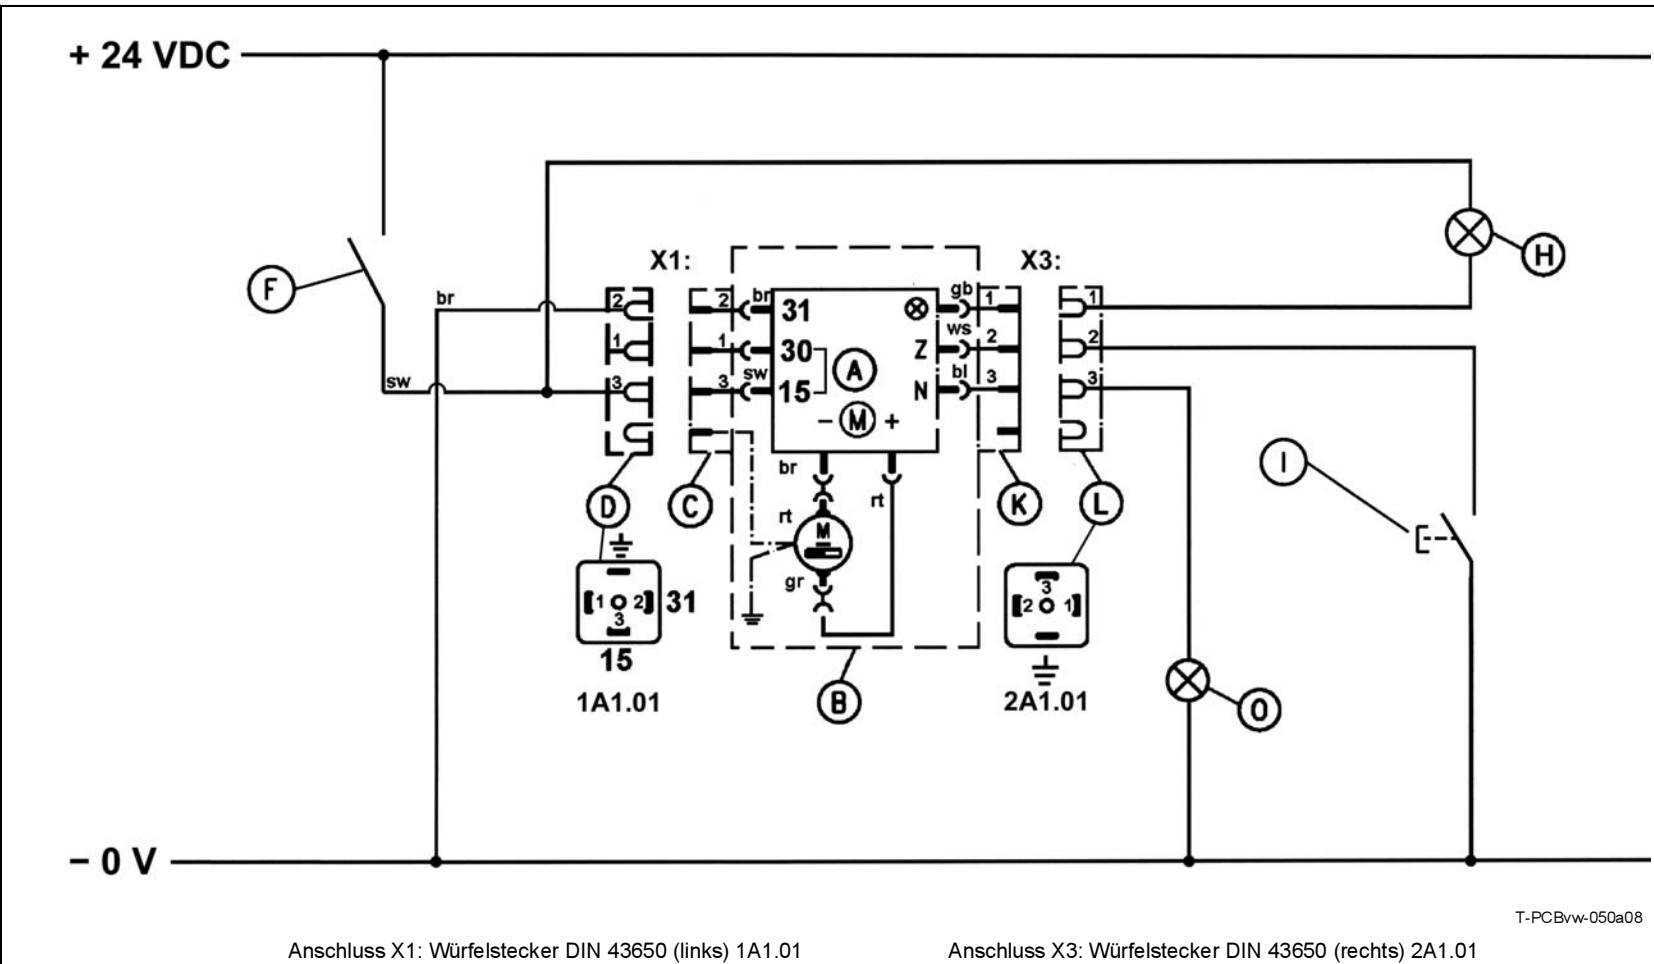 + 24 VDC
H
X1:
X3:
F
br
2
2
br
31
gb
1
1
ws
1
1
30
A
Z
2
2
sw
3
3
sw
15
N
bl
3
3
− M +
br
rt
I
D
C
K
L
rt
M
gr
3
1 2
31
2 1
3
15
1A1.01
2A1.01
B
O
− 0 V
T-PCBvw-050a08
Anschluss X1: Würfelstecker DIN 43650 (links) 1A1.01
Anschluss X3: Würfelstecker DIN 43650 (rechts) 2A1.01